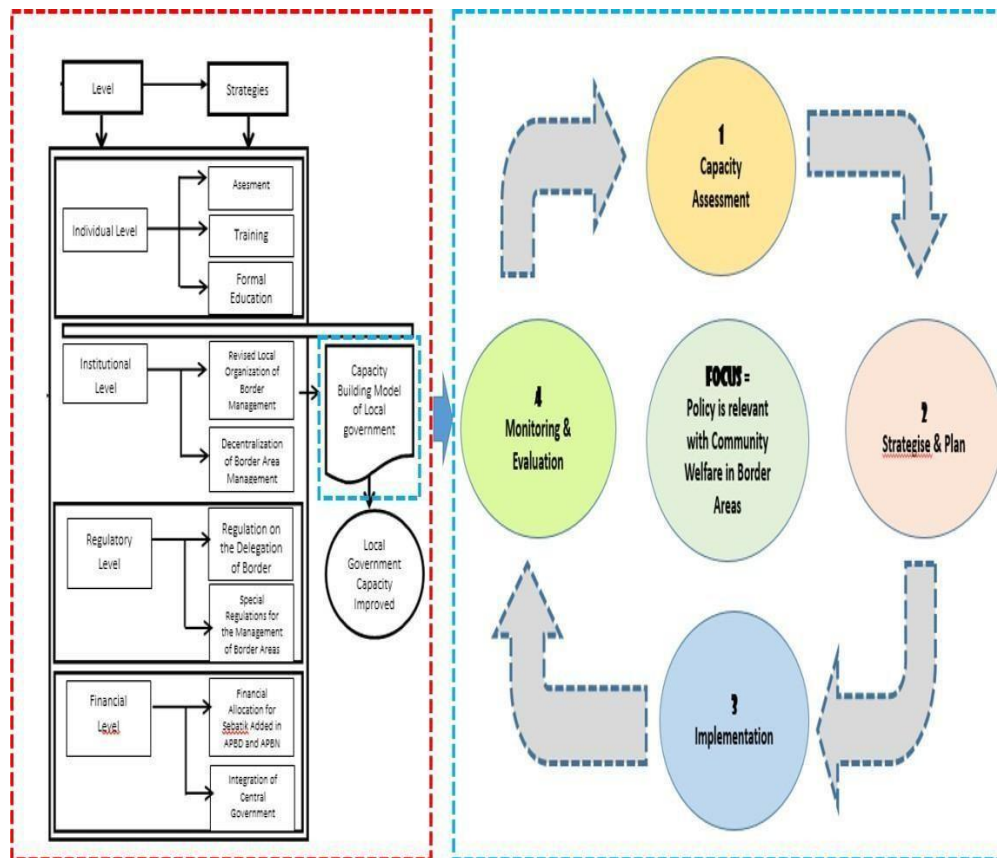 Level
Strategies
Individual Level
Asesment
Training
Formal
Education
Institutional
Level
Revised Local
Organization of
Border
Management
Decentralization
of Border Area
Management
Capacity
Building Model
of Local
government
Local
Government
Capacity
Improved
Regulatory
Level
Regulation on
the Delegation
of Border
Special
Regulations for
the Management
of Border Areas
Financial
Level
Financial
Allocation for
Sebatik Added in
APBD and APBN
Integration of
Central
Government
1
Capacity
Assessment
2
Strategise & Plan
3
Implementation
4
Monitoring &
Evaluation
FOCUS =
Policy is relevant
with Community
Welfare in Border
Areas